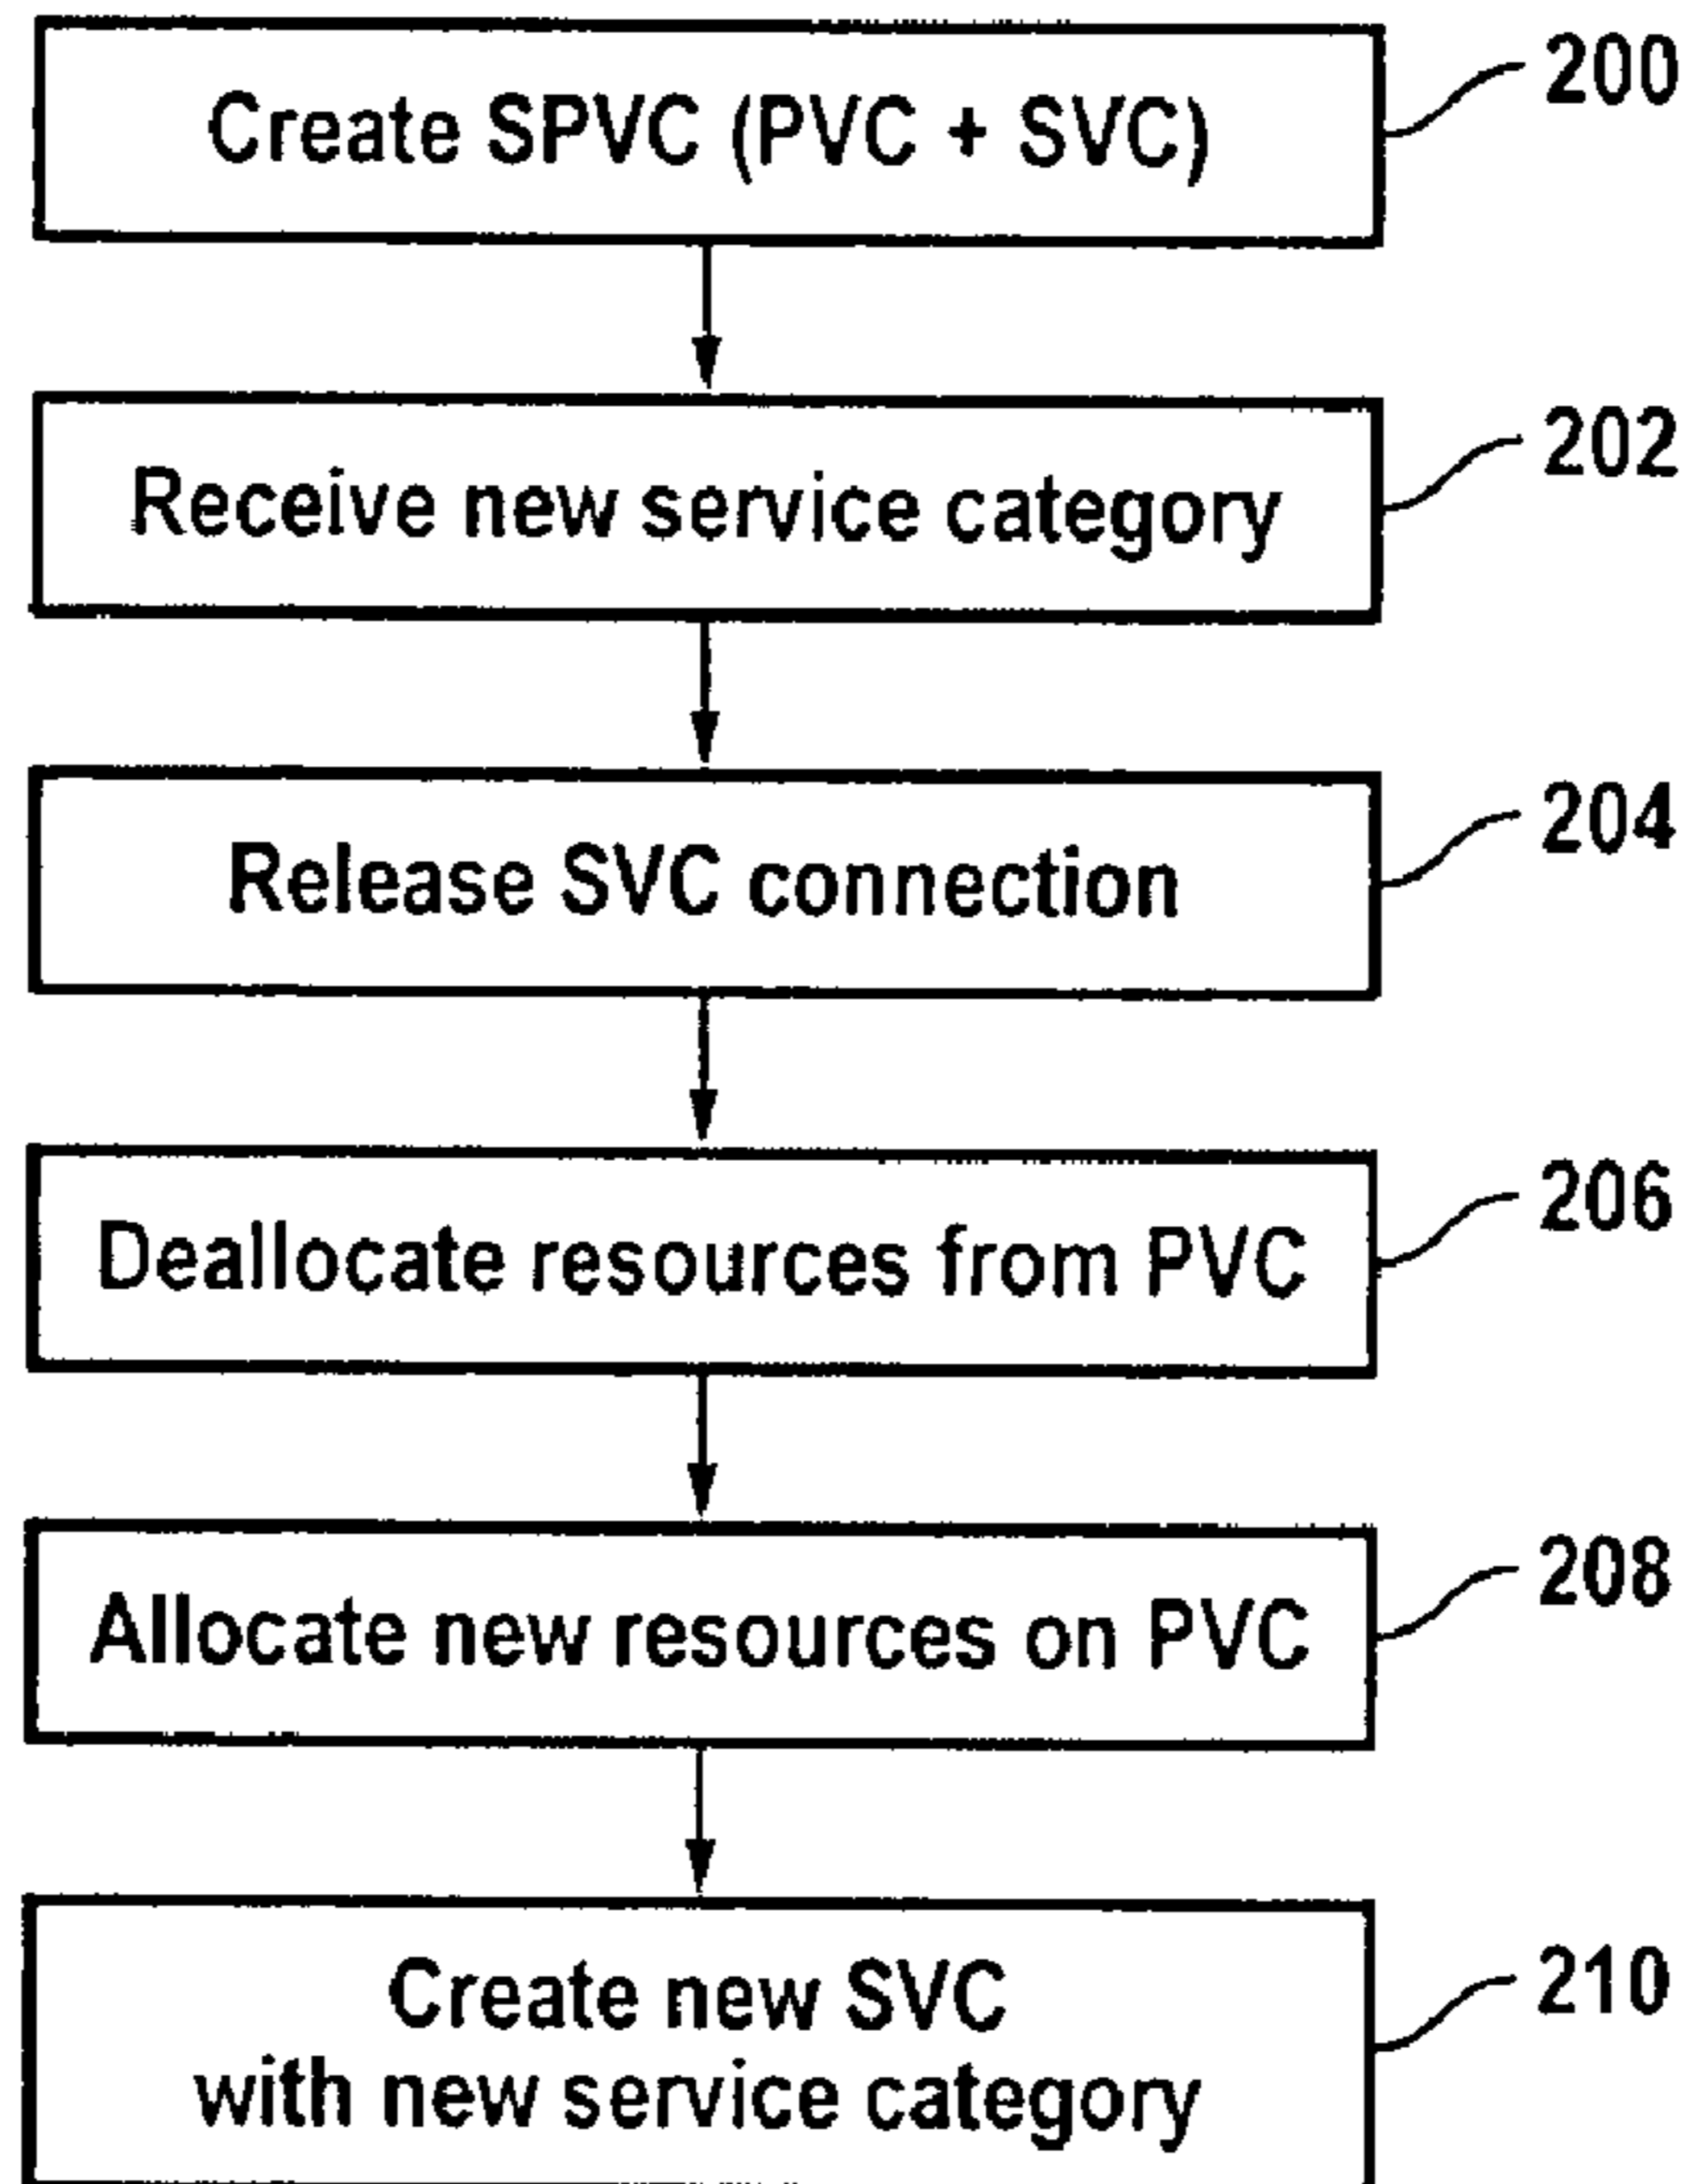 Create SPVC (PVC + SVC)
200
Receive new service category
202
Release SVC connection
204
Deallocate resources from PVC
206
Allocate new resources on PVC
208
Create new SVC
with new service category
210